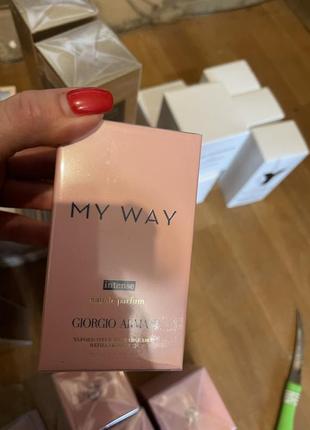 MY WAY
intense
eau de parfum
GIORGIO ARMANI